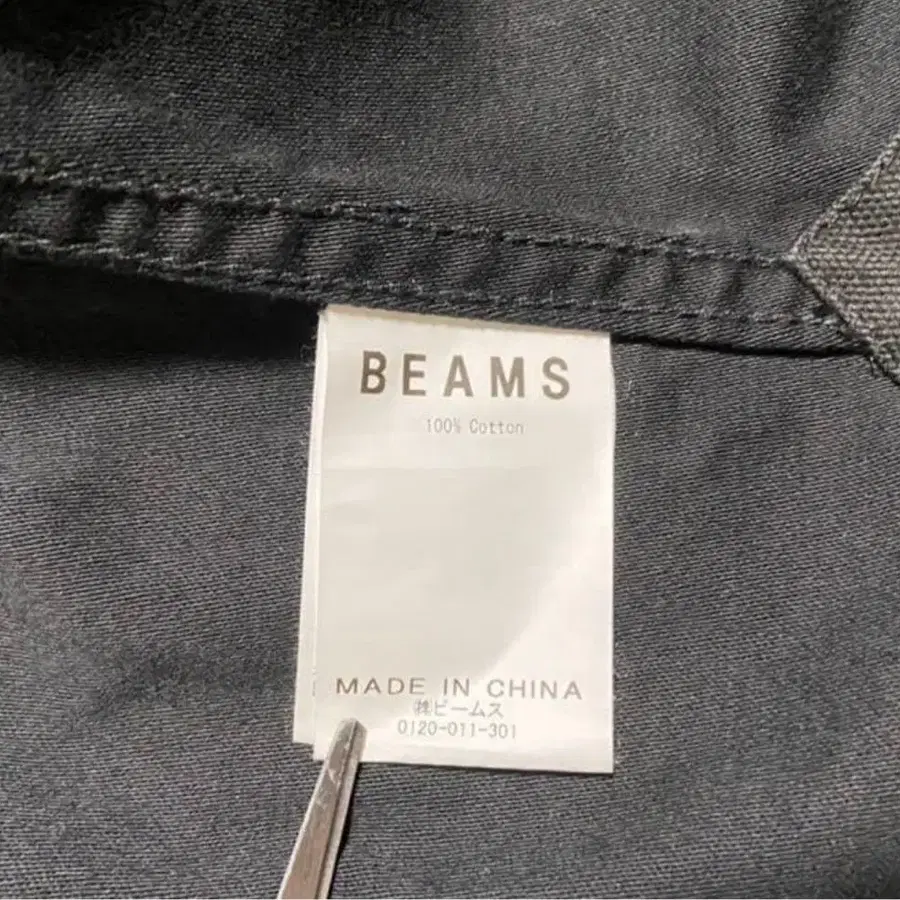 BEAMS
100% Cotton
MADE IN CHINA
㈱ビームス
0120-011-301